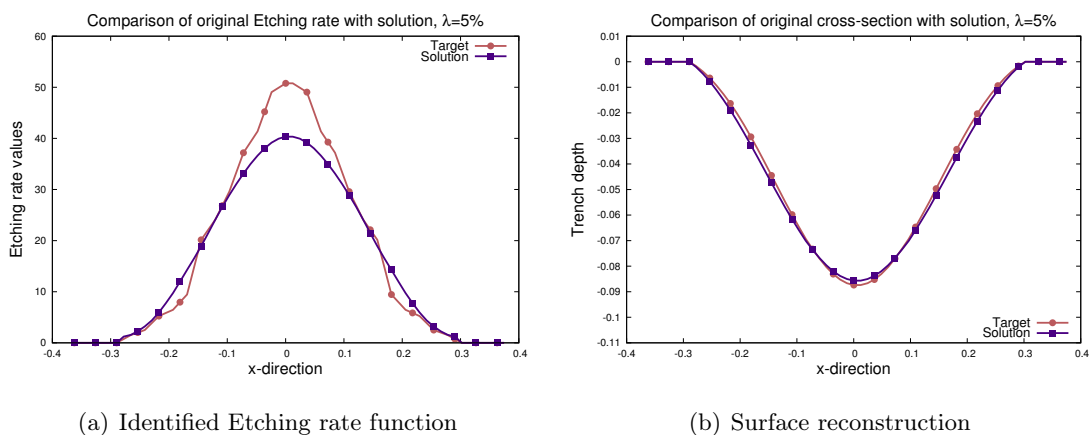 Comparison of original Etching rate with solution, λ=5%
Target
Solution
60
50
40
30
20
10
0
Etching rate values
-0.4 -0.3 -0.2 -0.1 0 0.1 0.2 0.3 0.4
x-direction
(a) Identified Etching rate function
Comparison of original cross-section with solution, λ=5%
0.01
0
-0.01
-0.02
-0.03
-0.04
-0.05
-0.06
-0.07
-0.08
-0.09
-0.1
-0.11
Trench depth
Target
Solution
-0.4 -0.3 -0.2 -0.1 0 0.1 0.2 0.3 0.4
x-direction
(b) Surface reconstruction